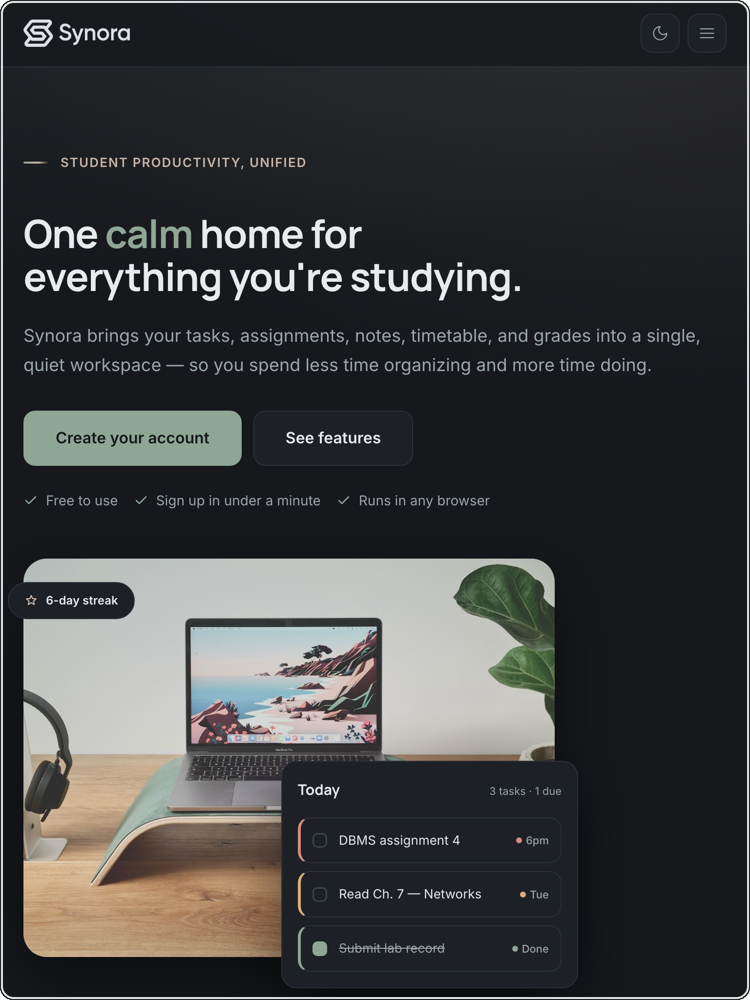 Synora
STUDENT PRODUCTIVITY, UNIFIED
One calm home for
everything you're studying.
Synora brings your tasks, assignments, notes, timetable, and grades into a single,
quiet workspace — so you spend less time organizing and more time doing.
Create your account
See features
Free to use
Sign up in under a minute
Runs in any browser
6-day streak
MacBook Pro
Today
3 tasks · 1 due
DBMS assignment 4
6pm
Read Ch. 7 — Networks
Tue
Submit lab record
Done